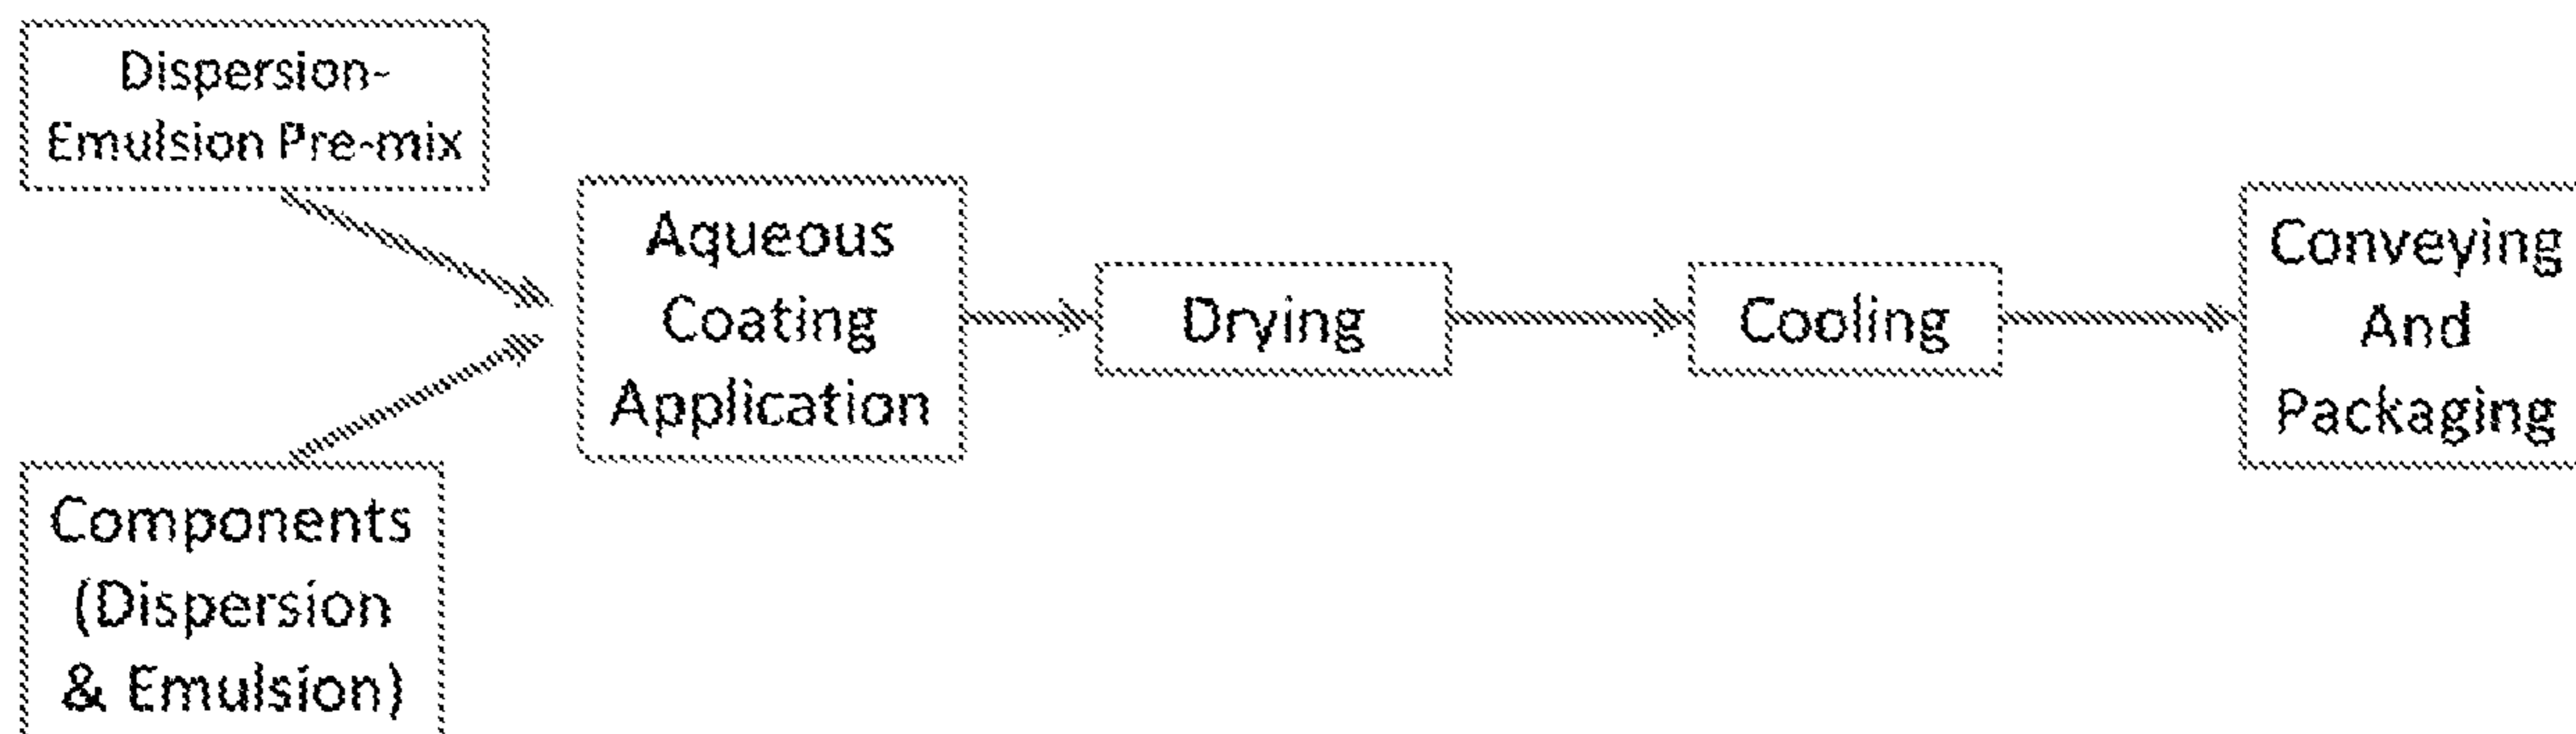 Dispersion-
Emulsion Pre-mix
Components
(Dispersion
& Emulsion)
Aqueous
Coating
Application
Drying
Cooling
Conveying
And
Packaging